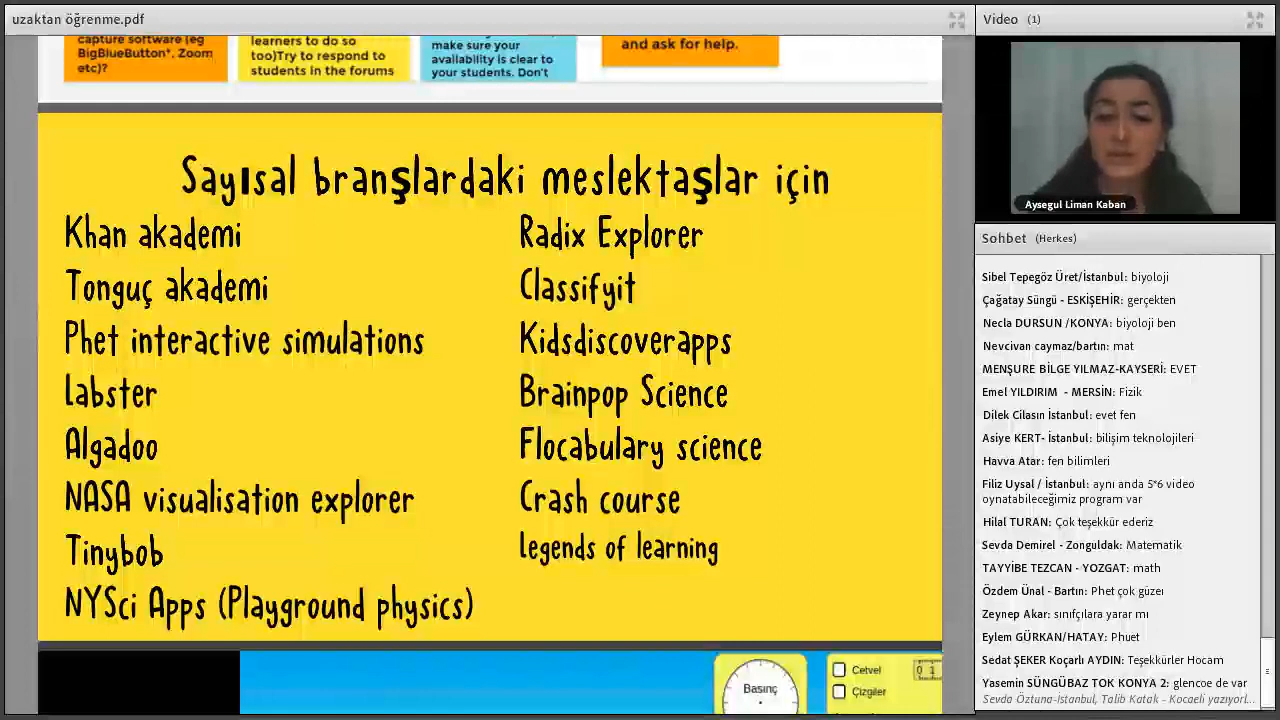 uzaktan öğrenme.pdf
capture software (eg
BigBlueButton*, Zoom
etc)?
learners to do so
too)Try to respond to
students in the forums
make sure your
availability is clear to
your students. Don't
and ask for help.
Sayısal branşlardaki meslektaşlar için
Khan akademi
Tonguç akademi
Phet interactive simulations
Labster
Algadoo
NASA visualisation explorer
Tinybob
NYSci Apps (Playground physics)
Radix Explorer
Classifyit
Kidsdiscoverapps
Brainpop Science
Flocabulary science
Crash course
Legends of learning
Basınç
Cetvel
Çizgiler
0 1
Video (1)
Aysegul Liman Kaban
Sohbet (Herkes)
Sibel Tepegöz Üret/İstanbul: biyoloji
Çağatay Süngü - ESKİŞEHİR: gerçekten
Necla DURSUN /KONYA: biyoloji ben
Nevcivan caymaz/bartın: mat
MENŞURE BİLGE YILMAZ-KAYSERİ: EVET
Emel YILDIRIM - MERSİN: Fizik
Dilek Cilasın İstanbul: evet fen
Asiye KERT- İstanbul: bilişim teknolojileri
Havva Atar: fen bilimleri
Filiz Uysal / İstanbul: aynı anda 5*6 video
oynatabileceğimiz program var
Hilal TURAN: Çok teşekkür ederiz
Sevda Demirel - Zonguldak: Matematik
TAYYİBE TEZCAN - YOZGAT: math
Özdem Ünal - Bartın: Phet çok güzel
Zeynep Akar: sınıfçılara yarar mı
Eylem GÜRKAN/HATAY: Phuet
Sedat ŞEKER Koçarlı AYDIN: Teşekkürler Hocam
Yasemin SÜNGÜBAZ TOK KONYA 2: glencoe de var
Sevda Öztuna-İstanbul, Talib Katak - Kocaeli yazıyorl...